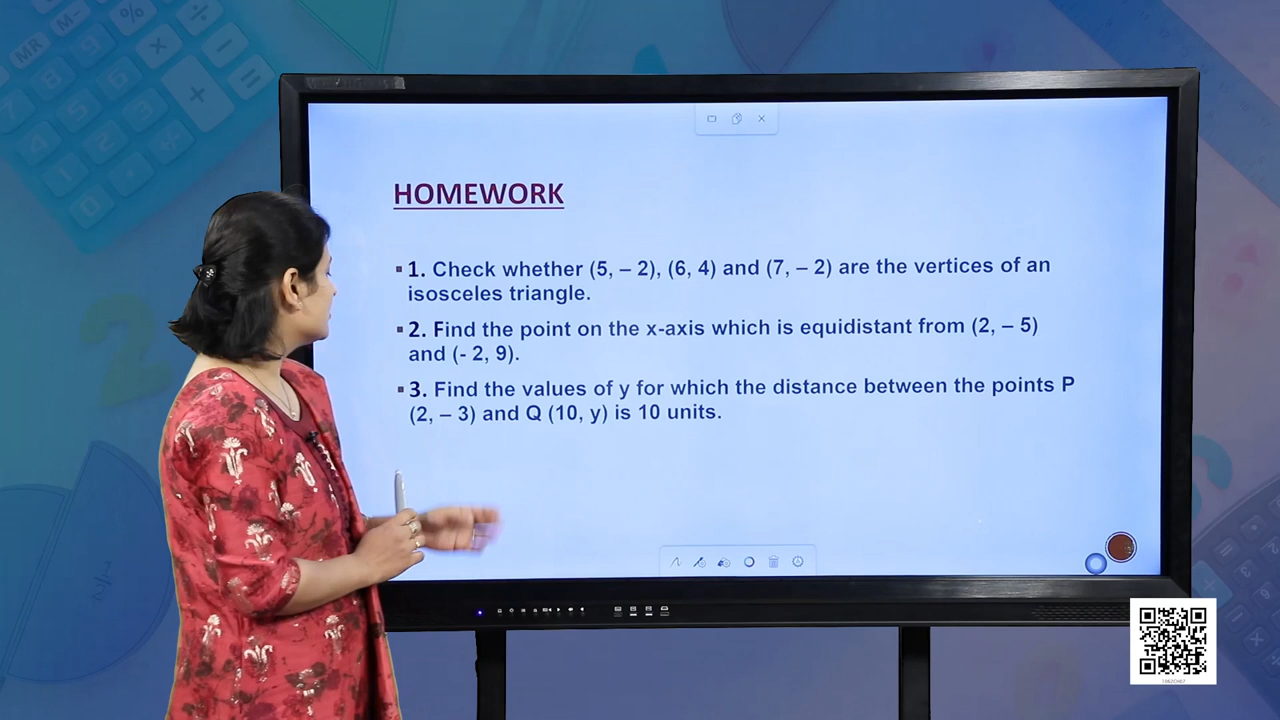 HOMEWORK
▪ 1. Check whether (5, – 2), (6, 4) and (7, – 2) are the vertices of an
isosceles triangle.
▪ 2. Find the point on the x-axis which is equidistant from (2, – 5)
and (- 2, 9).
▪ 3. Find the values of y for which the distance between the points P
(2, – 3) and Q (10, y) is 10 units.